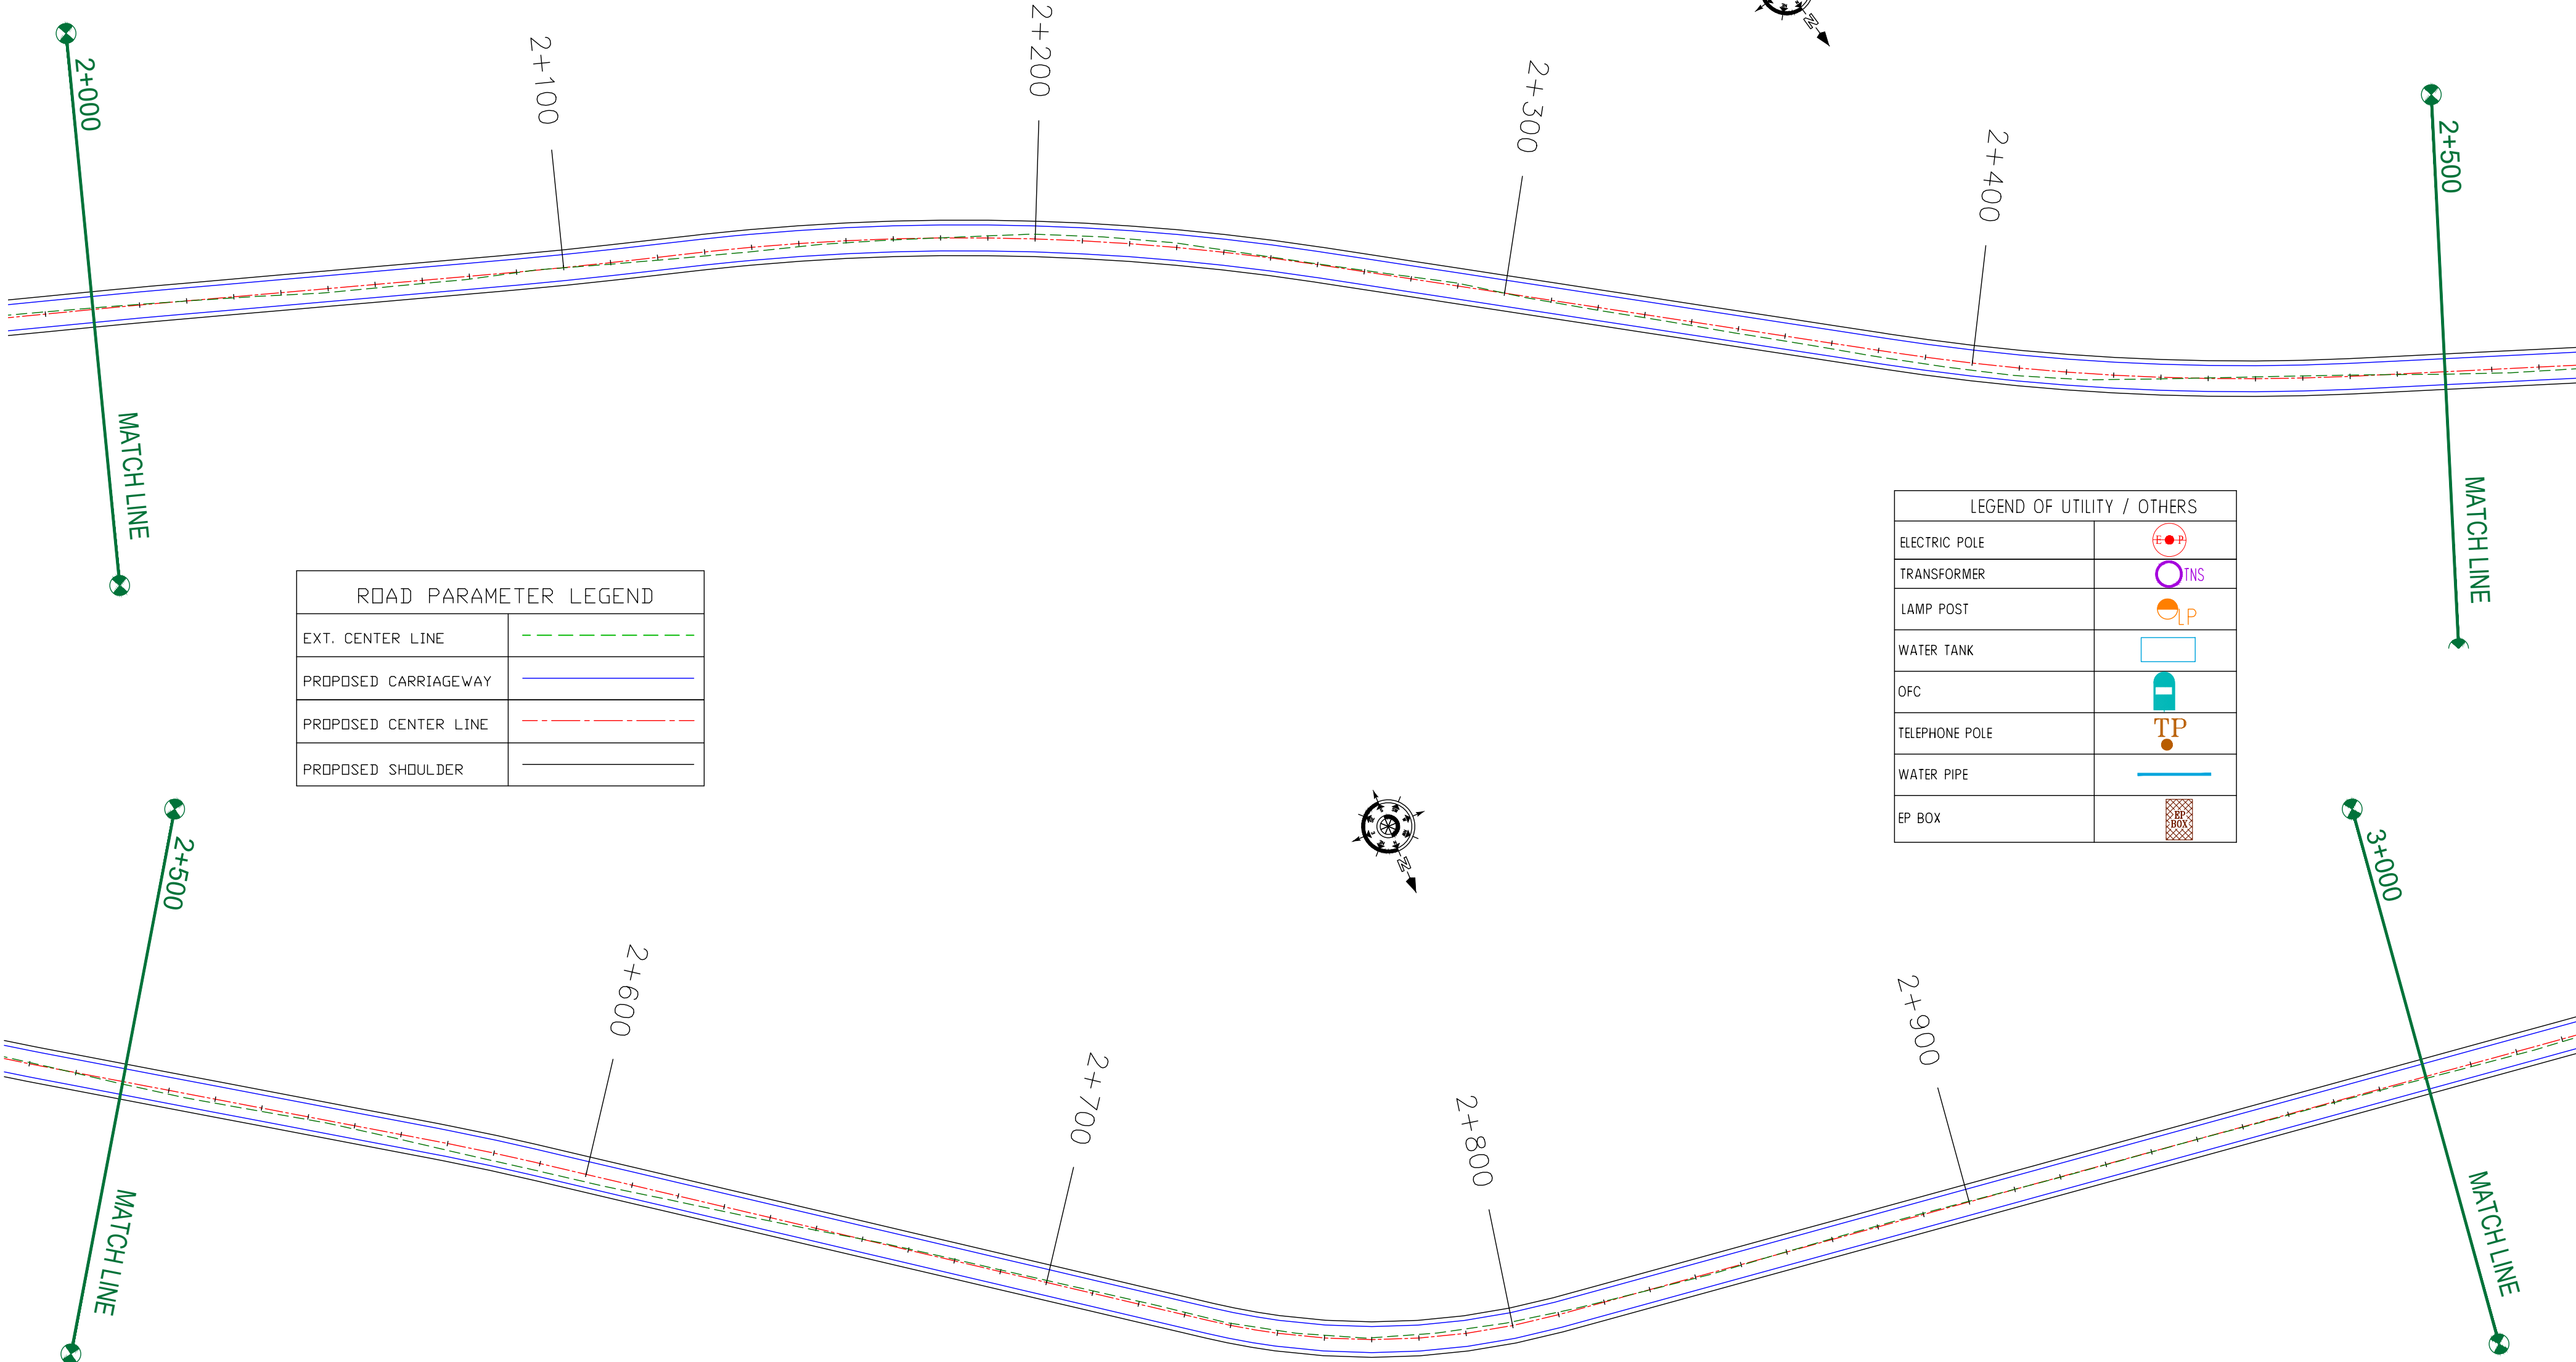 N
2+000
2+100
2+200
2+300
2+400
2+500
MATCH LINE
MATCH LINE
ROAD PARAMETER LEGEND
EXT. CENTER LINE
PROPOSED CARRIAGEWAY
PROPOSED CENTER LINE
PROPOSED SHOULDER
LEGEND OF UTILITY / OTHERS
ELECTRIC POLE E P
TRANSFORMER TNS
LAMP POST LP
WATER TANK
OFC
TELEPHONE POLE TP
WATER PIPE
EP BOX EP
BOX
N
2+500
2+600
2+700
2+800
2+900
3+000
MATCH LINE
MATCH LINE